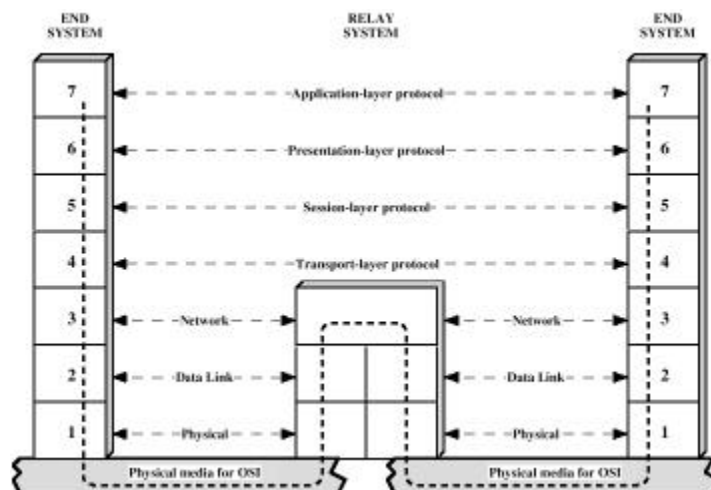 END SYSTEM
RELAY SYSTEM
END SYSTEM
7
Application-layer protocol
7
6
Presentation-layer protocol
6
5
Session-layer protocol
5
4
Transport-layer protocol
4
3
Network
Network
3
2
Data Link
Data Link
2
1
Physical
Physical
1
Physical media for OSI
Physical media for OSI